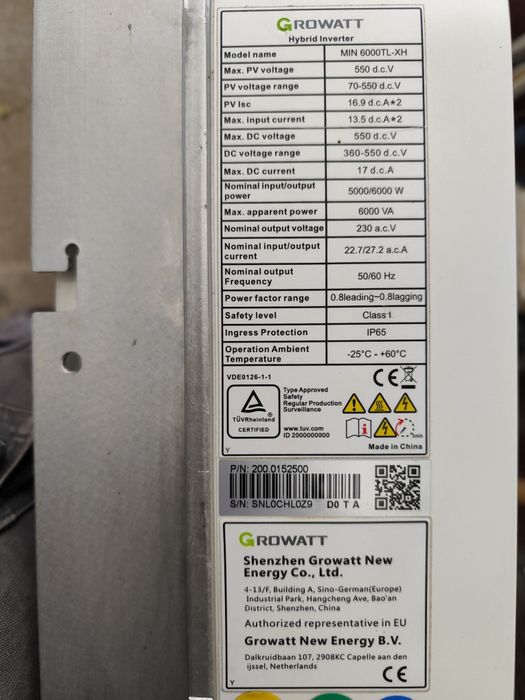 GROWATT
Hybrid Inverter
Model name MIN 6000TL-XH
Max. PV voltage 550 d.c.V
PV voltage range 70-550 d.c.V
PV Isc 16.9 d.c.A*2
Max. input current 13.5 d.c.A*2
Max. DC voltage 550 d.c.V
DC voltage range 360-550 d.c.V
Max. DC current 17 d.c.A
Nominal input/output power 5000/6000 W
Max. apparent power 6000 VA
Nominal output voltage 230 a.c.V
Nominal input/output current 22.7/27.2 a.c.A
Nominal output Frequency 50/60 Hz
Power factor range 0.8leading~0.8lagging
Safety level Class1
Ingress Protection IP65
Operation Ambient Temperature -25°C - +60°C
VDE0126-1-1
CE
TÜVRheinland
CERTIFIED
Type Approved
Safety
Regular Production
Surveillance
www.tuv.com
ID 2000000000
5min
Y
Made in China
P/N: 200.0152500
S/N: SNL0CHL0Z9 D0 T A
GROWATT
Shenzhen Growatt New
Energy Co., Ltd.
4-13/F, Building A, Sino-German(Europe)
Industrial Park, Hangcheng Ave, Bao'an
District, Shenzhen, China
Authorized representative in EU
Growatt New Energy B.V.
Dalkruidbaan 107, 2908KC Capelle aan den
ijssel, Netherlands
Y
CE